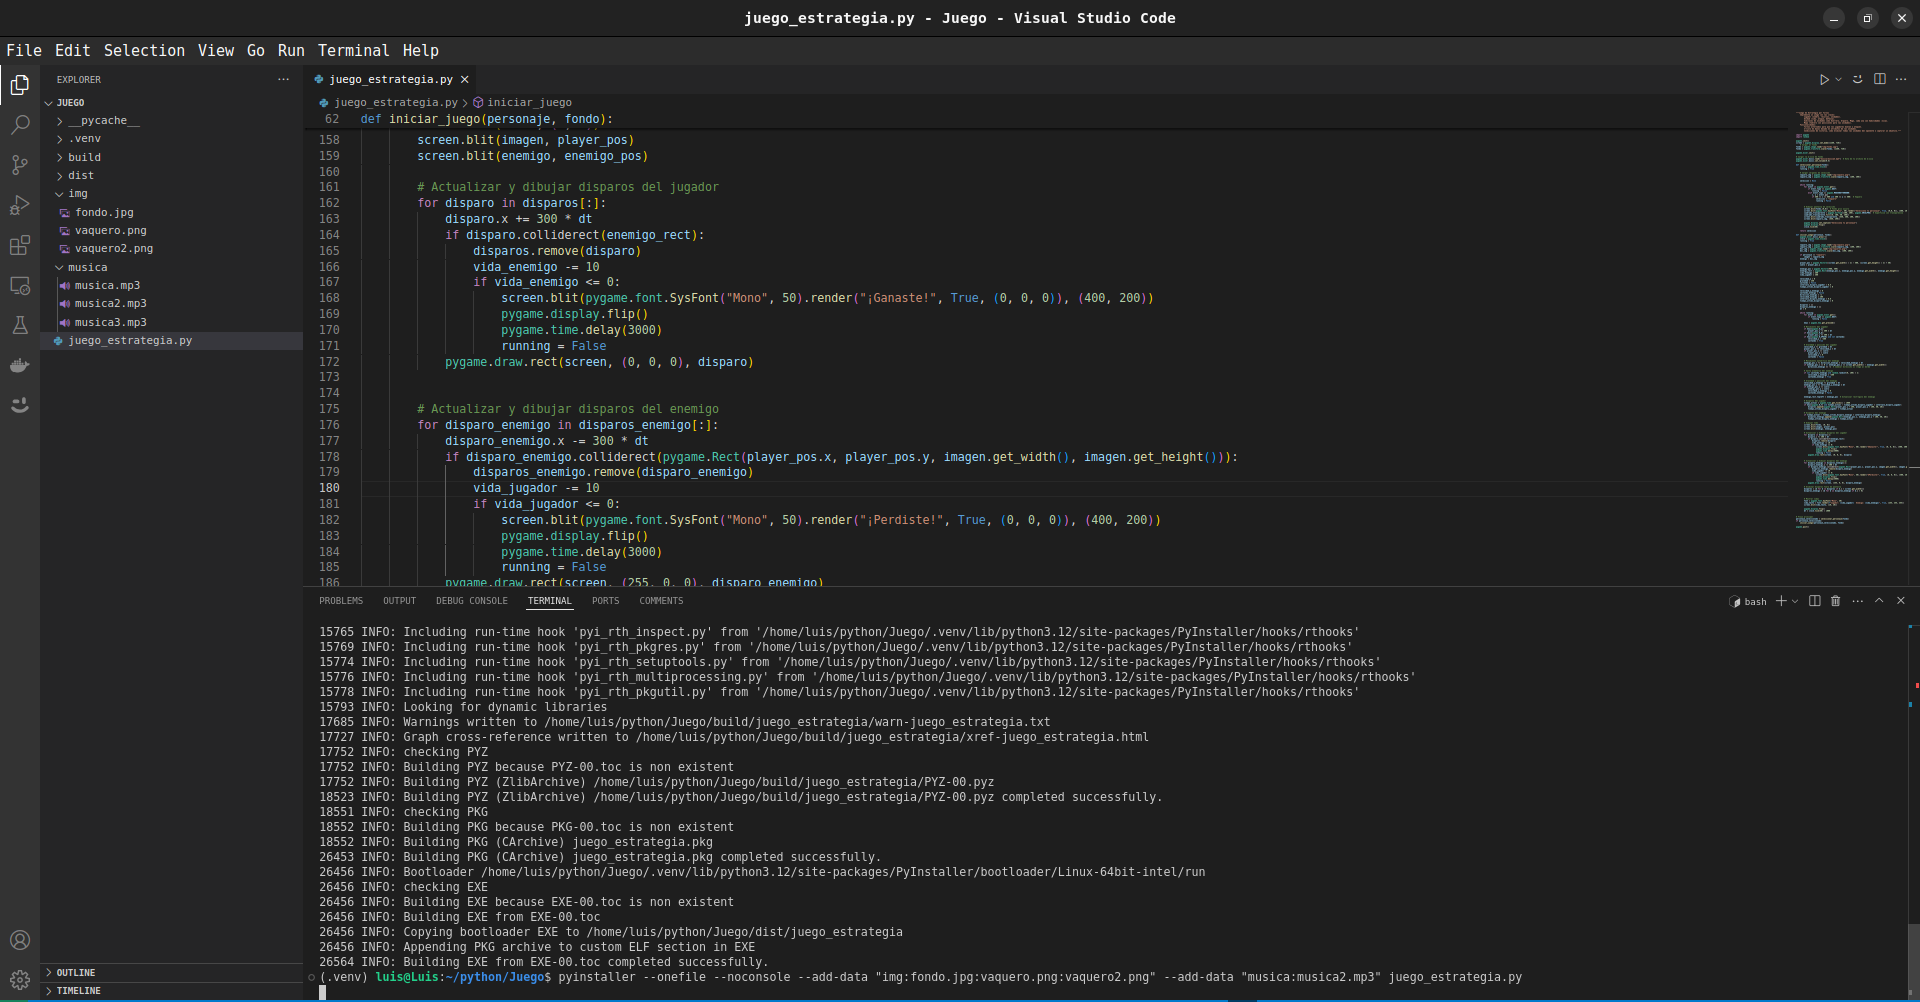 juego_estrategia.py - Juego - Visual Studio Code
File Edit Selection View Go Run Terminal Help
EXPLORER
JUEGO
__pycache__
.venv
build
dist
img
fondo.jpg
vaquero.png
vaquero2.png
musica
musica.mp3
musica2.mp3
musica3.mp3
juego_estrategia.py
OUTLINE
TIMELINE
juego_estrategia.py
juego_estrategia.py > iniciar_juego
62 def iniciar_juego(personaje, fondo):
158 screen.blit(imagen, player_pos)
159 screen.blit(enemigo, enemigo_pos)
160
161 # Actualizar y dibujar disparos del jugador
162 for disparo in disparos[:]:
163 disparo.x += 300 * dt
164 if disparo.colliderect(enemigo_rect):
165 disparos.remove(disparo)
166 vida_enemigo -= 10
167 if vida_enemigo <= 0:
168 screen.blit(pygame.font.SysFont("Mono", 50).render("¡Ganaste!", True, (0, 0, 0)), (400, 200))
169 pygame.display.flip()
170 pygame.time.delay(3000)
171 running = False
172 pygame.draw.rect(screen, (0, 0, 0), disparo)
173
174
175 # Actualizar y dibujar disparos del enemigo
176 for disparo_enemigo in disparos_enemigo[:]:
177 disparo_enemigo.x -= 300 * dt
178 if disparo_enemigo.colliderect(pygame.Rect(player_pos.x, player_pos.y, imagen.get_width(), imagen.get_height())):
179 disparos_enemigo.remove(disparo_enemigo)
180 vida_jugador -= 10
181 if vida_jugador <= 0:
182 screen.blit(pygame.font.SysFont("Mono", 50).render("¡Perdiste!", True, (0, 0, 0)), (400, 200))
183 pygame.display.flip()
184 pygame.time.delay(3000)
185 running = False
186 pygame.draw.rect(screen, (255, 0, 0), disparo_enemigo)
PROBLEMS OUTPUT DEBUG CONSOLE TERMINAL PORTS COMMENTS
bash
15765 INFO: Including run-time hook 'pyi_rth_inspect.py' from '/home/luis/python/Juego/.venv/lib/python3.12/site-packages/PyInstaller/hooks/rthooks'
15769 INFO: Including run-time hook 'pyi_rth_pkgres.py' from '/home/luis/python/Juego/.venv/lib/python3.12/site-packages/PyInstaller/hooks/rthooks'
15774 INFO: Including run-time hook 'pyi_rth_setuptools.py' from '/home/luis/python/Juego/.venv/lib/python3.12/site-packages/PyInstaller/hooks/rthooks'
15776 INFO: Including run-time hook 'pyi_rth_multiprocessing.py' from '/home/luis/python/Juego/.venv/lib/python3.12/site-packages/PyInstaller/hooks/rthooks'
15778 INFO: Including run-time hook 'pyi_rth_pkgutil.py' from '/home/luis/python/Juego/.venv/lib/python3.12/site-packages/PyInstaller/hooks/rthooks'
15793 INFO: Looking for dynamic libraries
17685 INFO: Warnings written to /home/luis/python/Juego/build/juego_estrategia/warn-juego_estrategia.txt
17727 INFO: Graph cross-reference written to /home/luis/python/Juego/build/juego_estrategia/xref-juego_estrategia.html
17752 INFO: checking PYZ
17752 INFO: Building PYZ because PYZ-00.toc is non existent
17752 INFO: Building PYZ (ZlibArchive) /home/luis/python/Juego/build/juego_estrategia/PYZ-00.pyz
18523 INFO: Building PYZ (ZlibArchive) /home/luis/python/Juego/build/juego_estrategia/PYZ-00.pyz completed successfully.
18551 INFO: checking PKG
18552 INFO: Building PKG because PKG-00.toc is non existent
18552 INFO: Building PKG (CArchive) juego_estrategia.pkg
26453 INFO: Building PKG (CArchive) juego_estrategia.pkg completed successfully.
26456 INFO: Bootloader /home/luis/python/Juego/.venv/lib/python3.12/site-packages/PyInstaller/bootloader/Linux-64bit-intel/run
26456 INFO: checking EXE
26456 INFO: Building EXE because EXE-00.toc is non existent
26456 INFO: Building EXE from EXE-00.toc
26456 INFO: Copying bootloader EXE to /home/luis/python/Juego/dist/juego_estrategia
26456 INFO: Appending PKG archive to custom ELF section in EXE
26564 INFO: Building EXE from EXE-00.toc completed successfully.
(.venv) luis@Luis:~/python/Juego$ pyinstaller --onefile --noconsole --add-data "img:fondo.jpg:vaquero.png:vaquero2.png" --add-data "musica:musica2.mp3" juego_estrategia.py